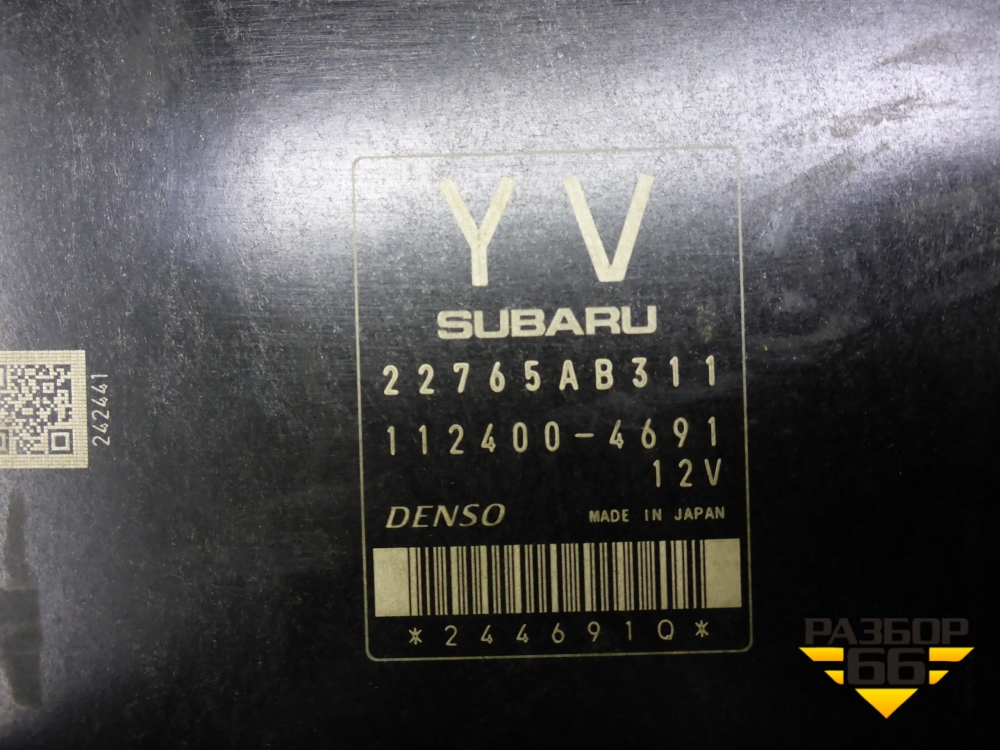 YV
SUBARU
22765AB311
112400-4691
12V
DENSO MADE IN JAPAN
*244691Q*
242441
РАЗБОР
66